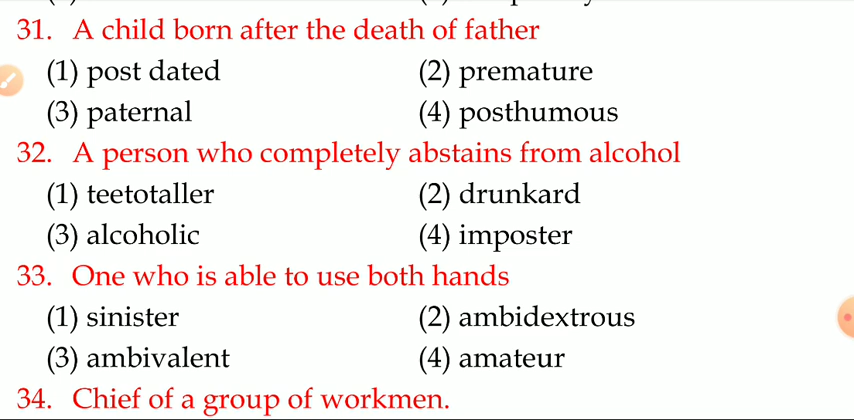 31. A child born after the death of father
(1) post dated (2) premature
(3) paternal (4) posthumous
32. A person who completely abstains from alcohol
(1) teetotaller (2) drunkard
(3) alcoholic (4) imposter
33. One who is able to use both hands
(1) sinister (2) ambidextrous
(3) ambivalent (4) amateur
34. Chief of a group of workmen.